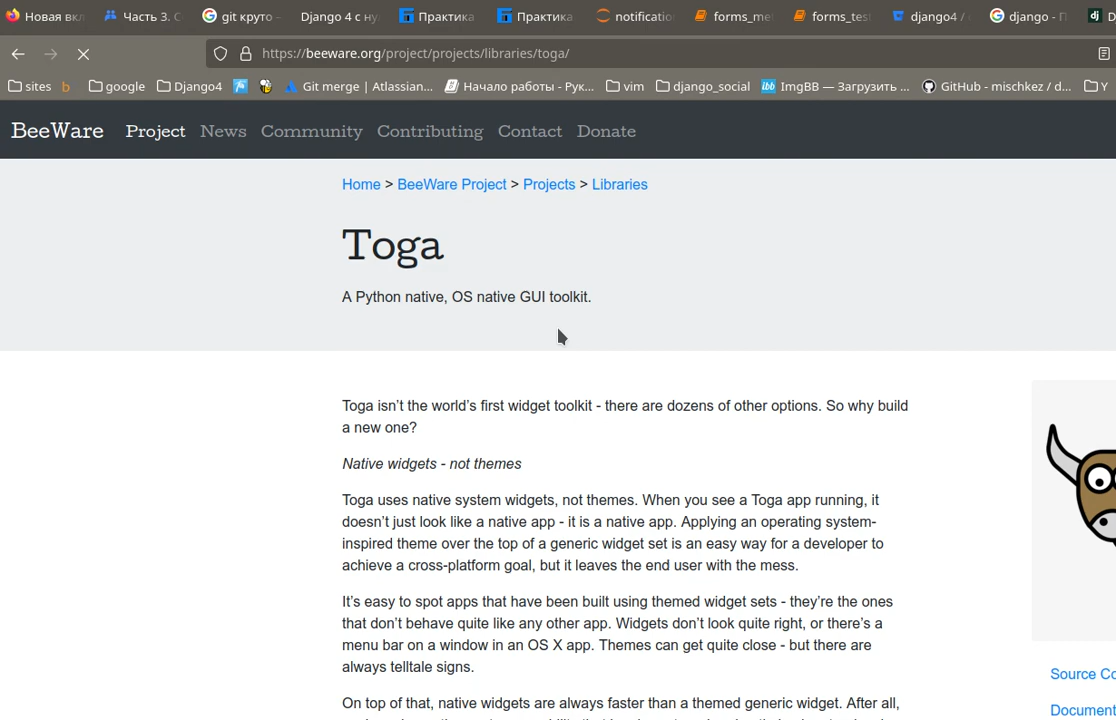 Новая вкл
Часть 3. С
git круто -
Django 4 с ну
Практика
Практика
notificatio
forms_me
forms_tes
django4 /
django - П
dj D
https://beeware.org/project/projects/libraries/toga/
sites
b
google
Django4
Git merge | Atlassian...
Начало работы - Рук...
vim
django_social
ibb ImgBB — Загрузить ...
GitHub - mischkez / d...
Y
BeeWare Project News Community Contributing Contact Donate
Home > BeeWare Project > Projects > Libraries
Toga
A Python native, OS native GUI toolkit.
Toga isn’t the world’s first widget toolkit - there are dozens of other options. So why build
a new one?
Native widgets - not themes
Toga uses native system widgets, not themes. When you see a Toga app running, it
doesn’t just look like a native app - it is a native app. Applying an operating system-
inspired theme over the top of a generic widget set is an easy way for a developer to
achieve a cross-platform goal, but it leaves the end user with the mess.
It’s easy to spot apps that have been built using themed widget sets - they’re the ones
that don’t behave quite like any other app. Widgets don’t look quite right, or there’s a
menu bar on a window in an OS X app. Themes can get quite close - but there are
always telltale signs.
On top of that, native widgets are always faster than a themed generic widget. After all,
Source Co
Document